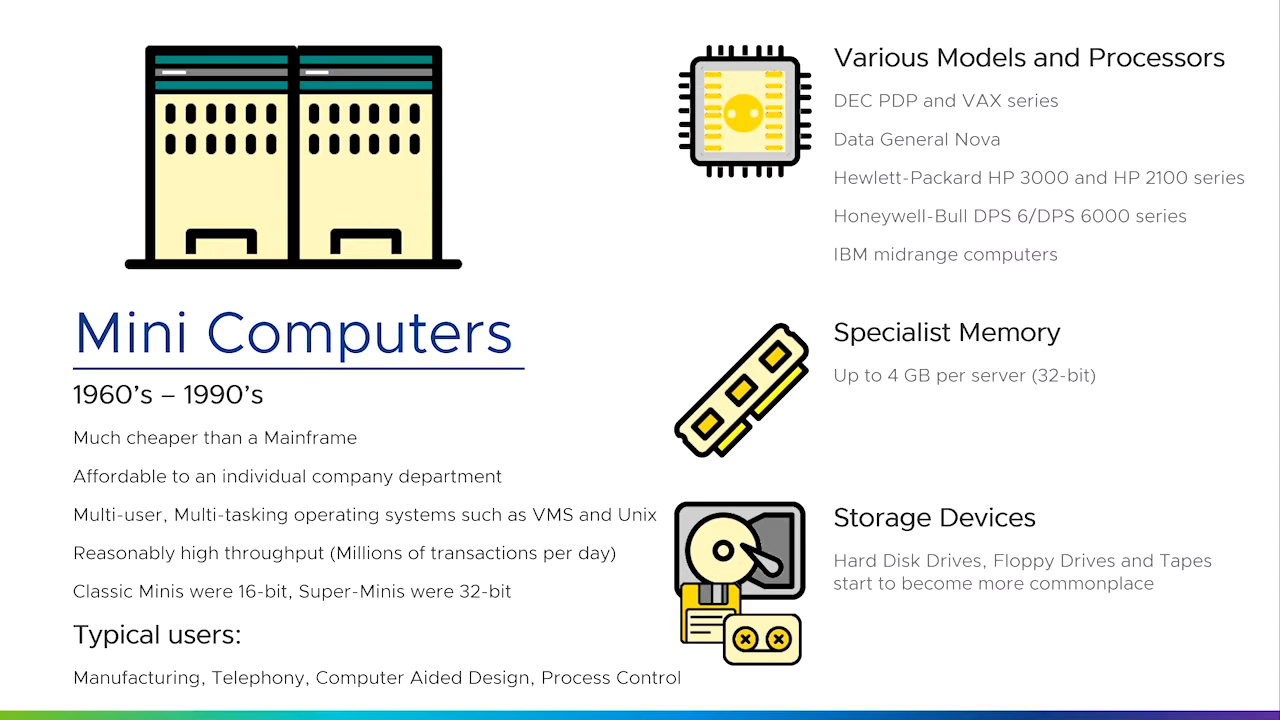 Mini Computers
1960’s – 1990’s
Much cheaper than a Mainframe
Affordable to an individual company department
Multi-user, Multi-tasking operating systems such as VMS and Unix
Reasonably high throughput (Millions of transactions per day)
Classic Minis were 16-bit, Super-Minis were 32-bit
Typical users:
Manufacturing, Telephony, Computer Aided Design, Process Control
Various Models and Processors
DEC PDP and VAX series
Data General Nova
Hewlett-Packard HP 3000 and HP 2100 series
Honeywell-Bull DPS 6/DPS 6000 series
IBM midrange computers
Specialist Memory
Up to 4 GB per server (32-bit)
Storage Devices
Hard Disk Drives, Floppy Drives and Tapes
start to become more commonplace